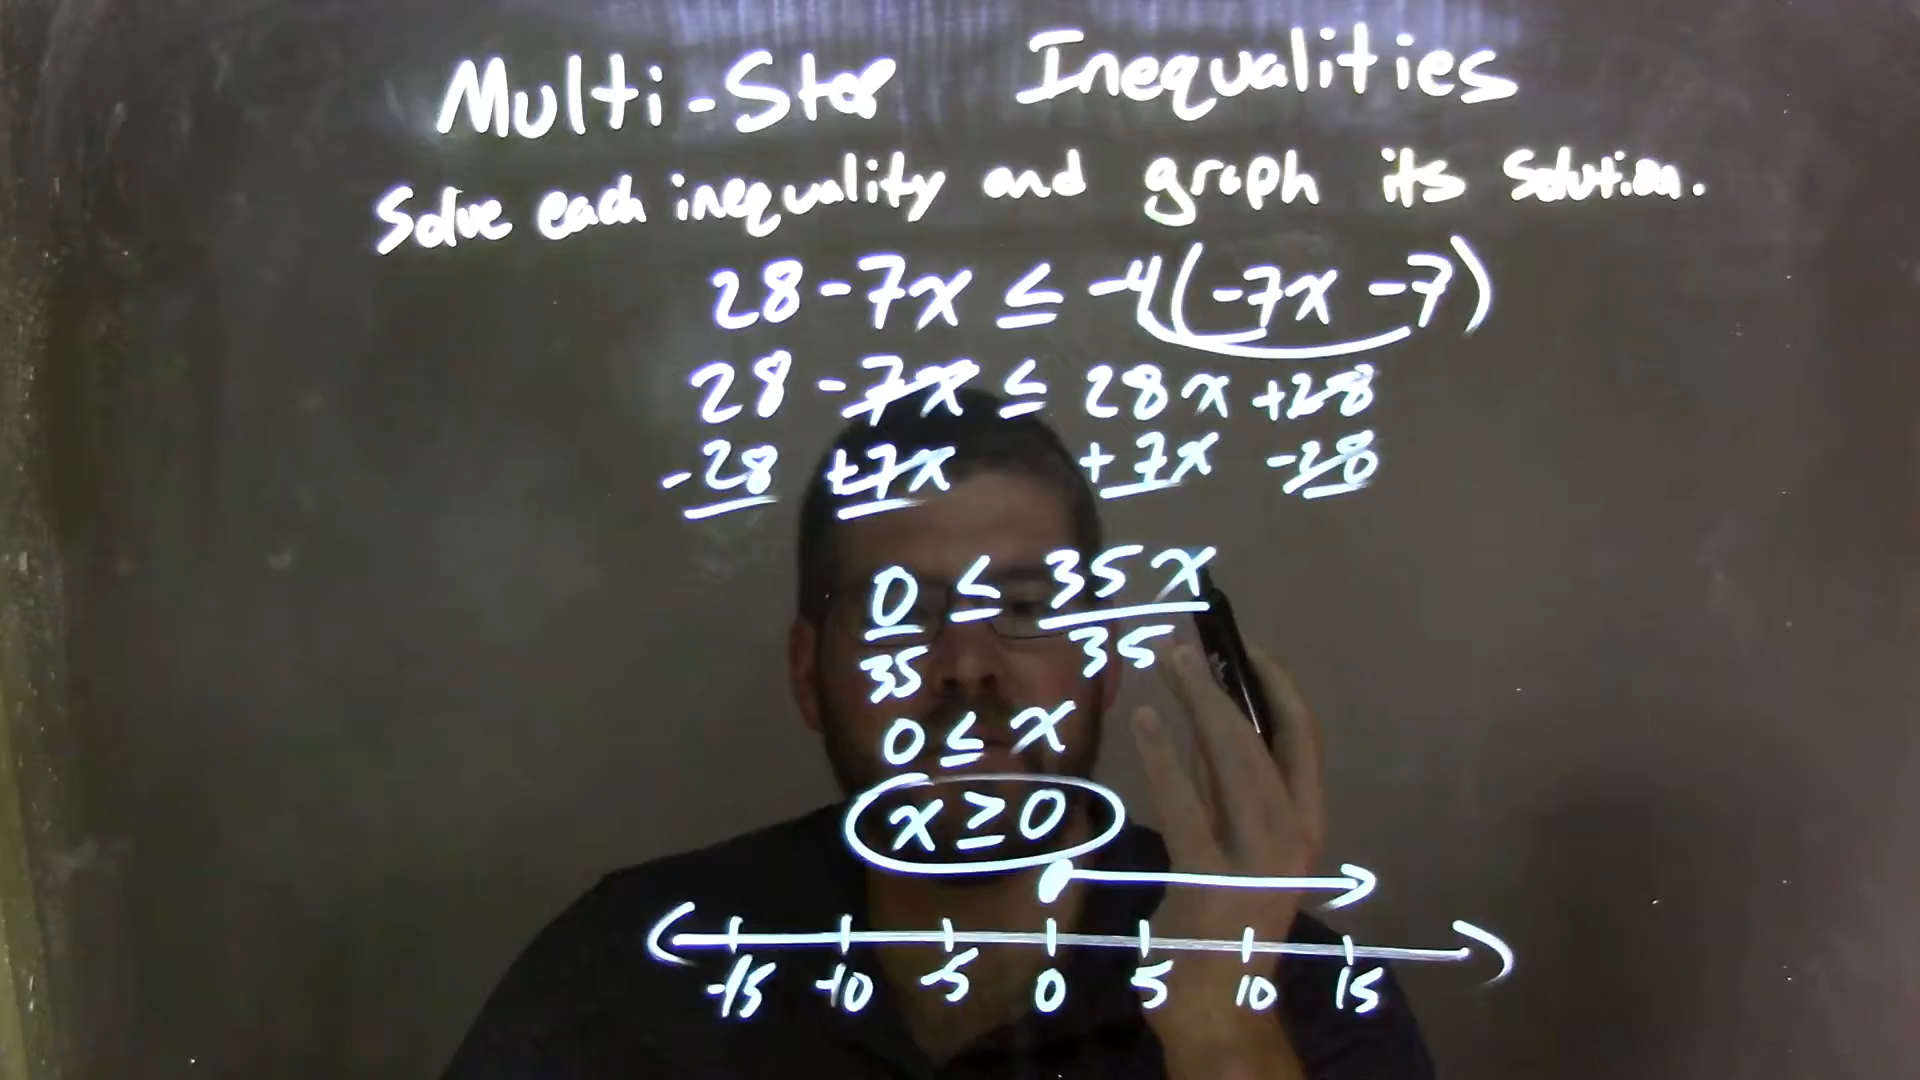 Multi-Step Inequalities
Solve each inequality and graph its solution.
28 - 7x ≤ -4(-7x - 7)
28 - 7x ≤ 28x + 28
-28 +7x +7x -28
0 ≤ 35x
35 35
0 ≤ x
x ≥ 0
-15 -10 -5 0 5 10 15